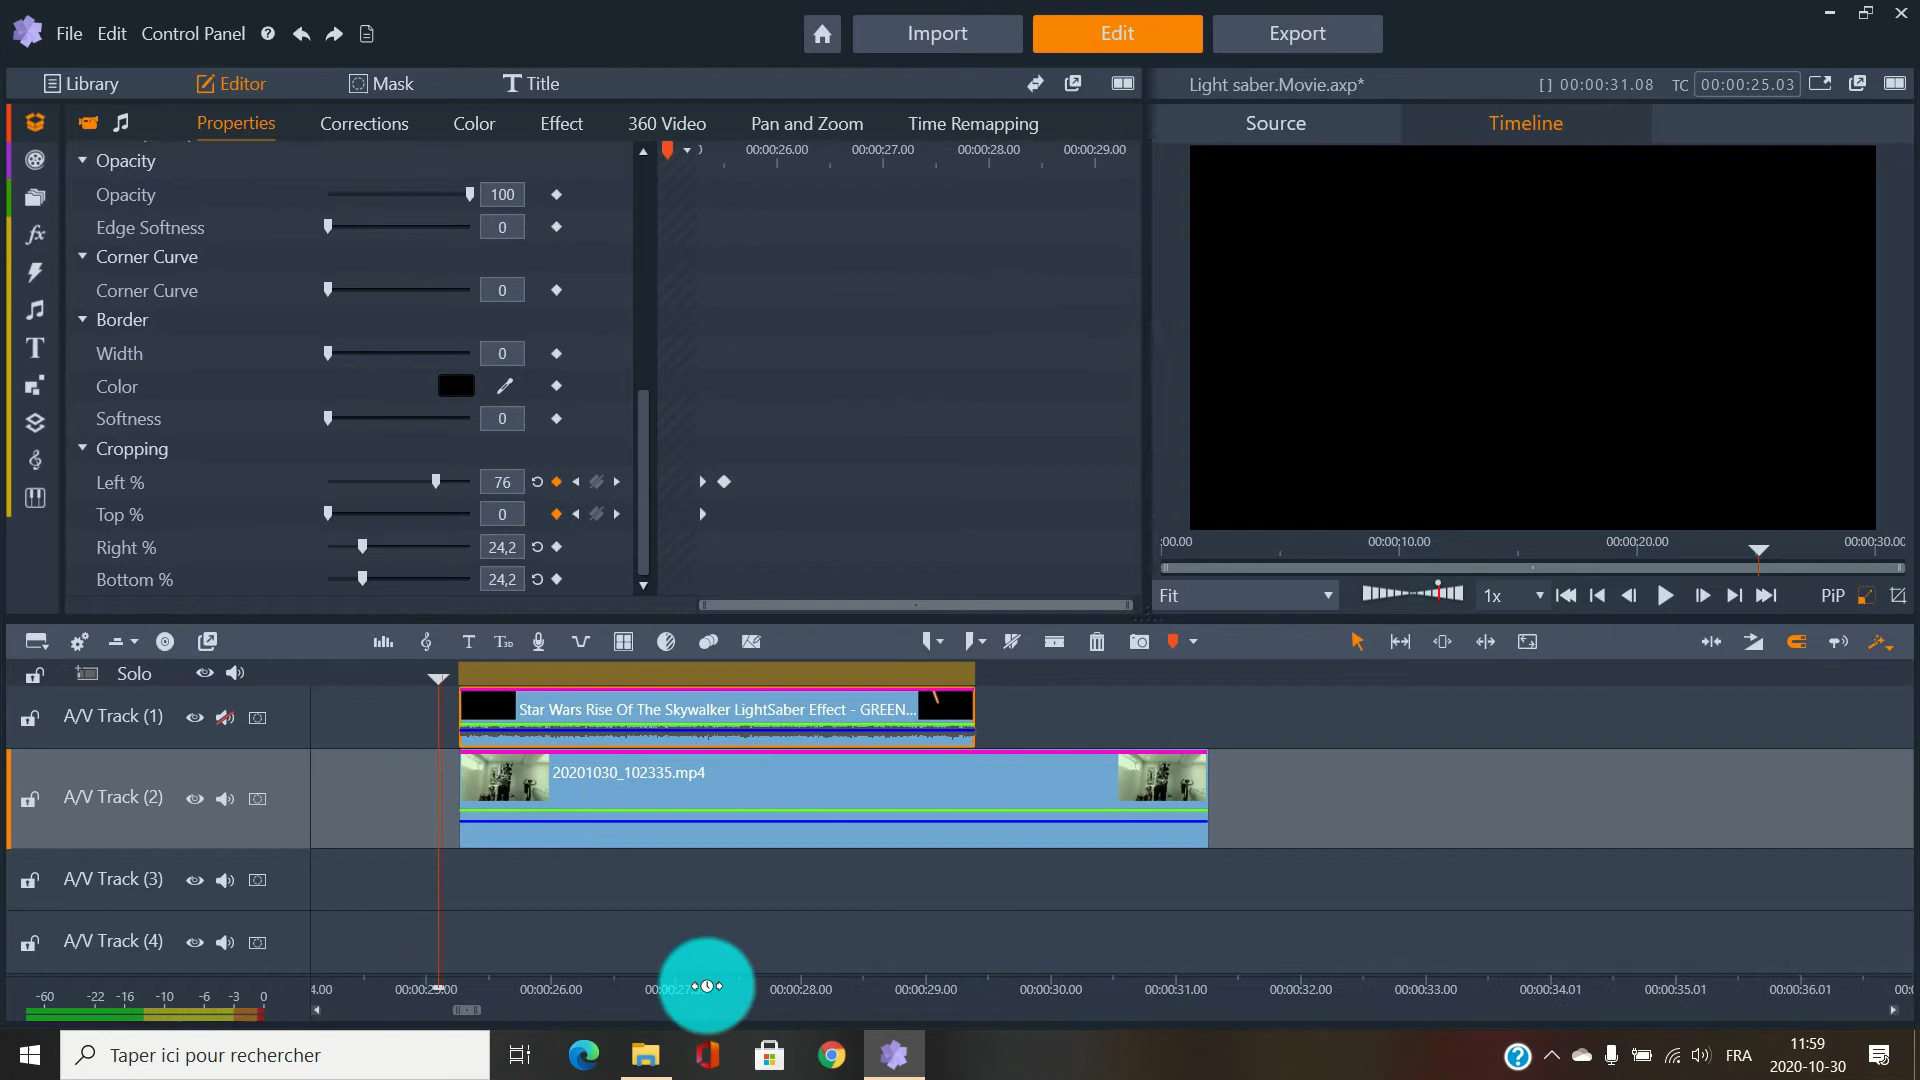 File Edit Control Panel
Import Edit Export
Library Editor Mask Title
Light saber.Movie.axp* [ ] 00:00:31.08 TC 00:00:25.03
Properties Corrections Color Effect 360 Video Pan and Zoom Time Remapping
Source Timeline
00:00:26.00 00:00:27.00 00:00:28.00 00:00:29.00
Opacity
Opacity 100
Edge Softness 0
Corner Curve
Corner Curve 0
Border
Width 0
Color
Softness 0
Cropping
Left % 76
Top % 0
Right % 24,2
Bottom % 24,2
:00.00 00:00:10.00 00:00:20.00 00:00:30.00
Fit 1x PiP
Solo
A/V Track (1)
Star Wars Rise Of The Skywalker LightSaber Effect - GREEN...
A/V Track (2)
20201030_102335.mp4
A/V Track (3)
A/V Track (4)
-60 -22 -16 -10 -6 -3 0
4.00 00:00:25.00 00:00:26.00 00:00:27.00 00:00:28.00 00:00:29.00 00:00:30.00 00:00:31.00 00:00:32.00 00:00:33.00 00:00:34.01 00:00:35.01 00:00:36.01
Taper ici pour rechercher
FRA
11:59
2020-10-30